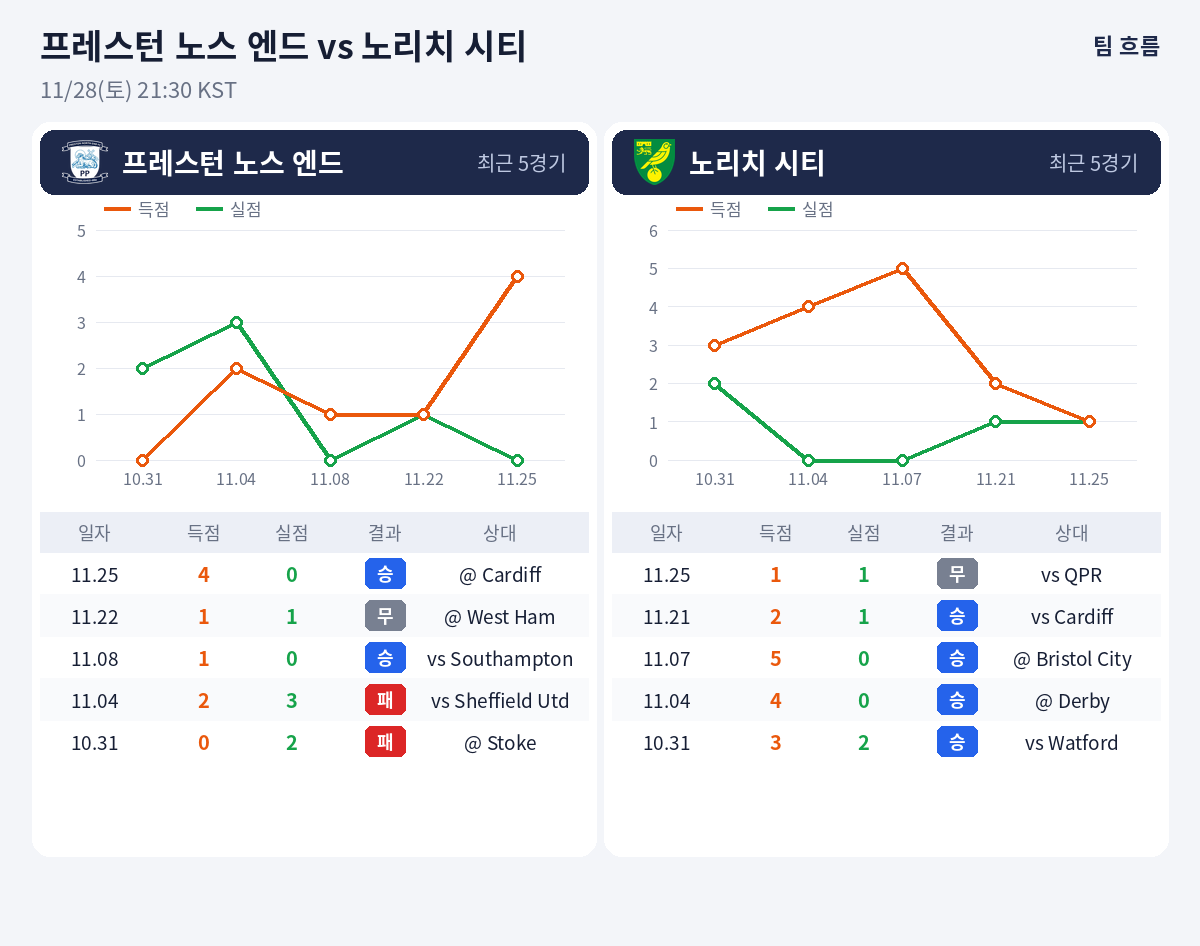 프레스턴 노스 엔드 vs 노리치 시티
팀 흐름
11/28(토) 21:30 KST
PP
프레스턴 노스 엔드
최근 5경기
득점 실점
5
4
3
2
1
0
10.31 11.04 11.08 11.22 11.25
일자 득점 실점 결과 상대
11.25 4 0 승 @ Cardiff
11.22 1 1 무 @ West Ham
11.08 1 0 승 vs Southampton
11.04 2 3 패 vs Sheffield Utd
10.31 0 2 패 @ Stoke
노리치 시티
최근 5경기
득점 실점
6
5
4
3
2
1
0
10.31 11.04 11.07 11.21 11.25
일자 득점 실점 결과 상대
11.25 1 1 무 vs QPR
11.21 2 1 승 vs Cardiff
11.07 5 0 승 @ Bristol City
11.04 4 0 승 @ Derby
10.31 3 2 승 vs Watford